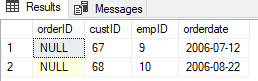 Results Messages
orderID custID empID orderdate
1 NULL 67 9 2006-07-12
2 NULL 68 10 2006-08-22